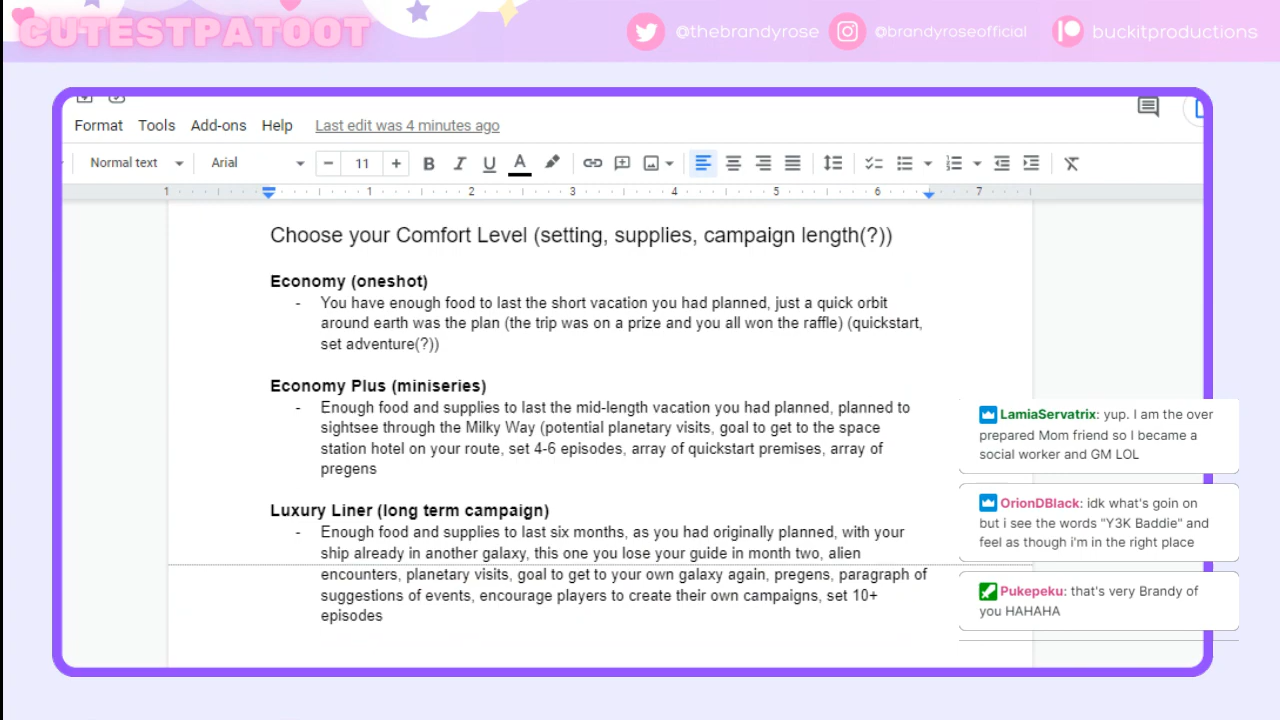 CUTESTPATOOT
@thebrandyrose
@brandyroseofficial
buckitproductions
Format Tools Add-ons Help Last edit was 4 minutes ago
Normal text Arial 11 B I U A
1 1 2 3 4 5 6 7
Choose your Comfort Level (setting, supplies, campaign length(?))
Economy (oneshot)
- You have enough food to last the short vacation you had planned, just a quick orbit
around earth was the plan (the trip was on a prize and you all won the raffle) (quickstart,
set adventure(?))
Economy Plus (miniseries)
- Enough food and supplies to last the mid-length vacation you had planned, planned to
sightsee through the Milky Way (potential planetary visits, goal to get to the space
station hotel on your route, set 4-6 episodes, array of quickstart premises, array of
pregens
Luxury Liner (long term campaign)
- Enough food and supplies to last six months, as you had originally planned, with your
ship already in another galaxy, this one you lose your guide in month two, alien
encounters, planetary visits, goal to get to your own galaxy again, pregens, paragraph of
suggestions of events, encourage players to create their own campaigns, set 10+
episodes
LamiaServatrix: yup. I am the over
prepared Mom friend so I became a
social worker and GM LOL
OrionDBlack: idk what's goin on
but i see the words "Y3K Baddie" and
feel as though i'm in the right place
Pukepeku: that's very Brandy of
you HAHAHA